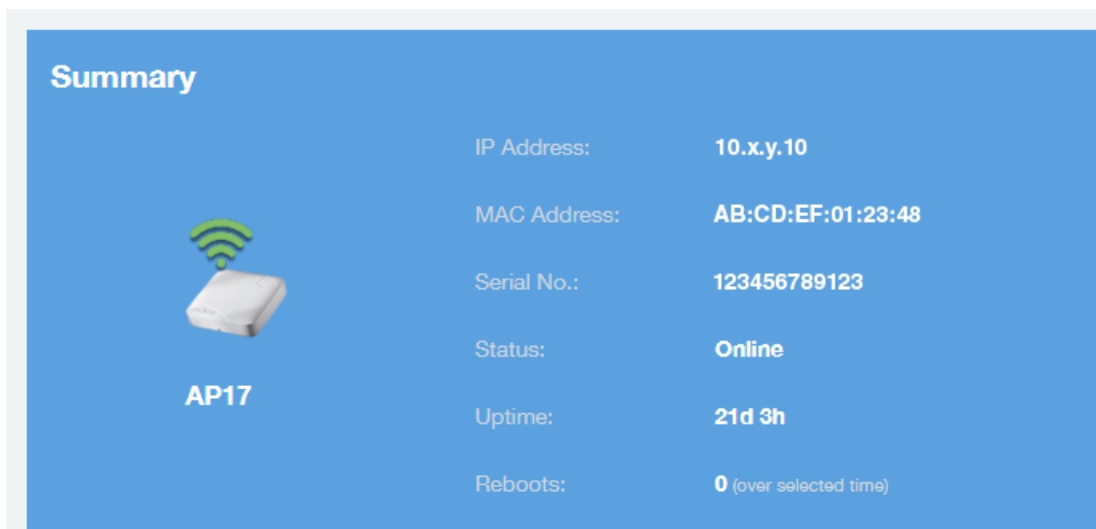 Summary
IP Address: 10.x.y.10
MAC Address: AB:CD:EF:01:23:48
Serial No.: 123456789123
Status: Online
AP17
Uptime: 21d 3h
Reboots: 0 (over selected time)